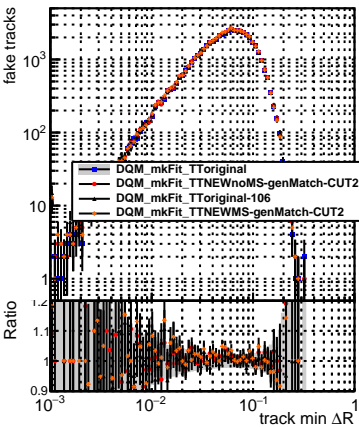 fake tracks
10³
10²
10
1
DQM_mkFit_TToriginal
DQM_mkFit_TTNEWnoMS-genMatch-CUT2
DQM_mkFit_TToriginal-106
DQM_mkFit_TTNEWMS-genMatch-CUT2
Ratio
1.2
1.1
1.0
0.9
10⁻³
10⁻²
10⁻¹
1
track min ΔR